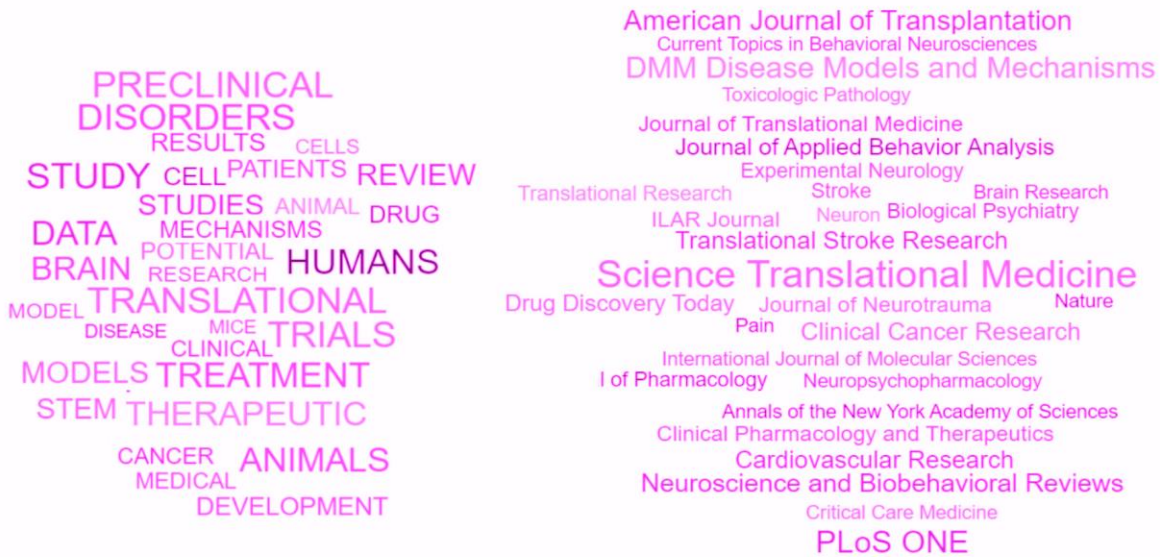 PRECLINICAL
DISORDERS
RESULTS CELLS
STUDY CELL PATIENTS REVIEW
STUDIES ANIMAL DRUG
DATA MECHANISMS
POTENTIAL
BRAIN RESEARCH HUMANS
MODEL TRANSLATIONAL
DISEASE MICE TRIALS
CLINICAL
MODELS TREATMENT
STEM THERAPEUTIC
CANCER ANIMALS
MEDICAL
DEVELOPMENT
American Journal of Transplantation
Current Topics in Behavioral Neurosciences
DMM Disease Models and Mechanisms
Toxicologic Pathology
Journal of Translational Medicine
Journal of Applied Behavior Analysis
Experimental Neurology
Translational Research Stroke Brain Research
ILAR Journal Neuron Biological Psychiatry
Translational Stroke Research
Science Translational Medicine
Drug Discovery Today Journal of Neurotrauma Nature
Pain Clinical Cancer Research
International Journal of Molecular Sciences
l of Pharmacology Neuropsychopharmacology
Annals of the New York Academy of Sciences
Clinical Pharmacology and Therapeutics
Cardiovascular Research
Neuroscience and Biobehavioral Reviews
Critical Care Medicine
PLoS ONE